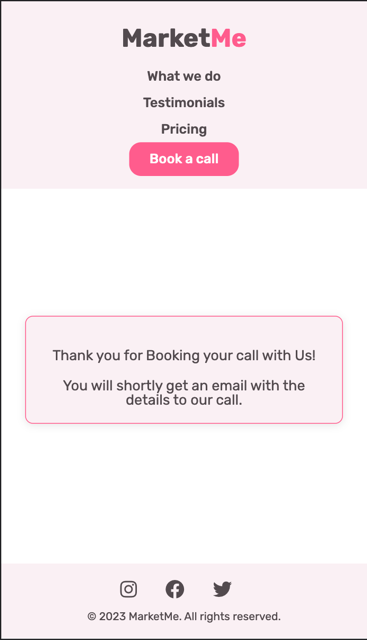 MarketMe
What we do
Testimonials
Pricing
Book a call
Thank you for Booking your call with Us!
You will shortly get an email with the
details to our call.
© 2023 MarketMe. All rights reserved.